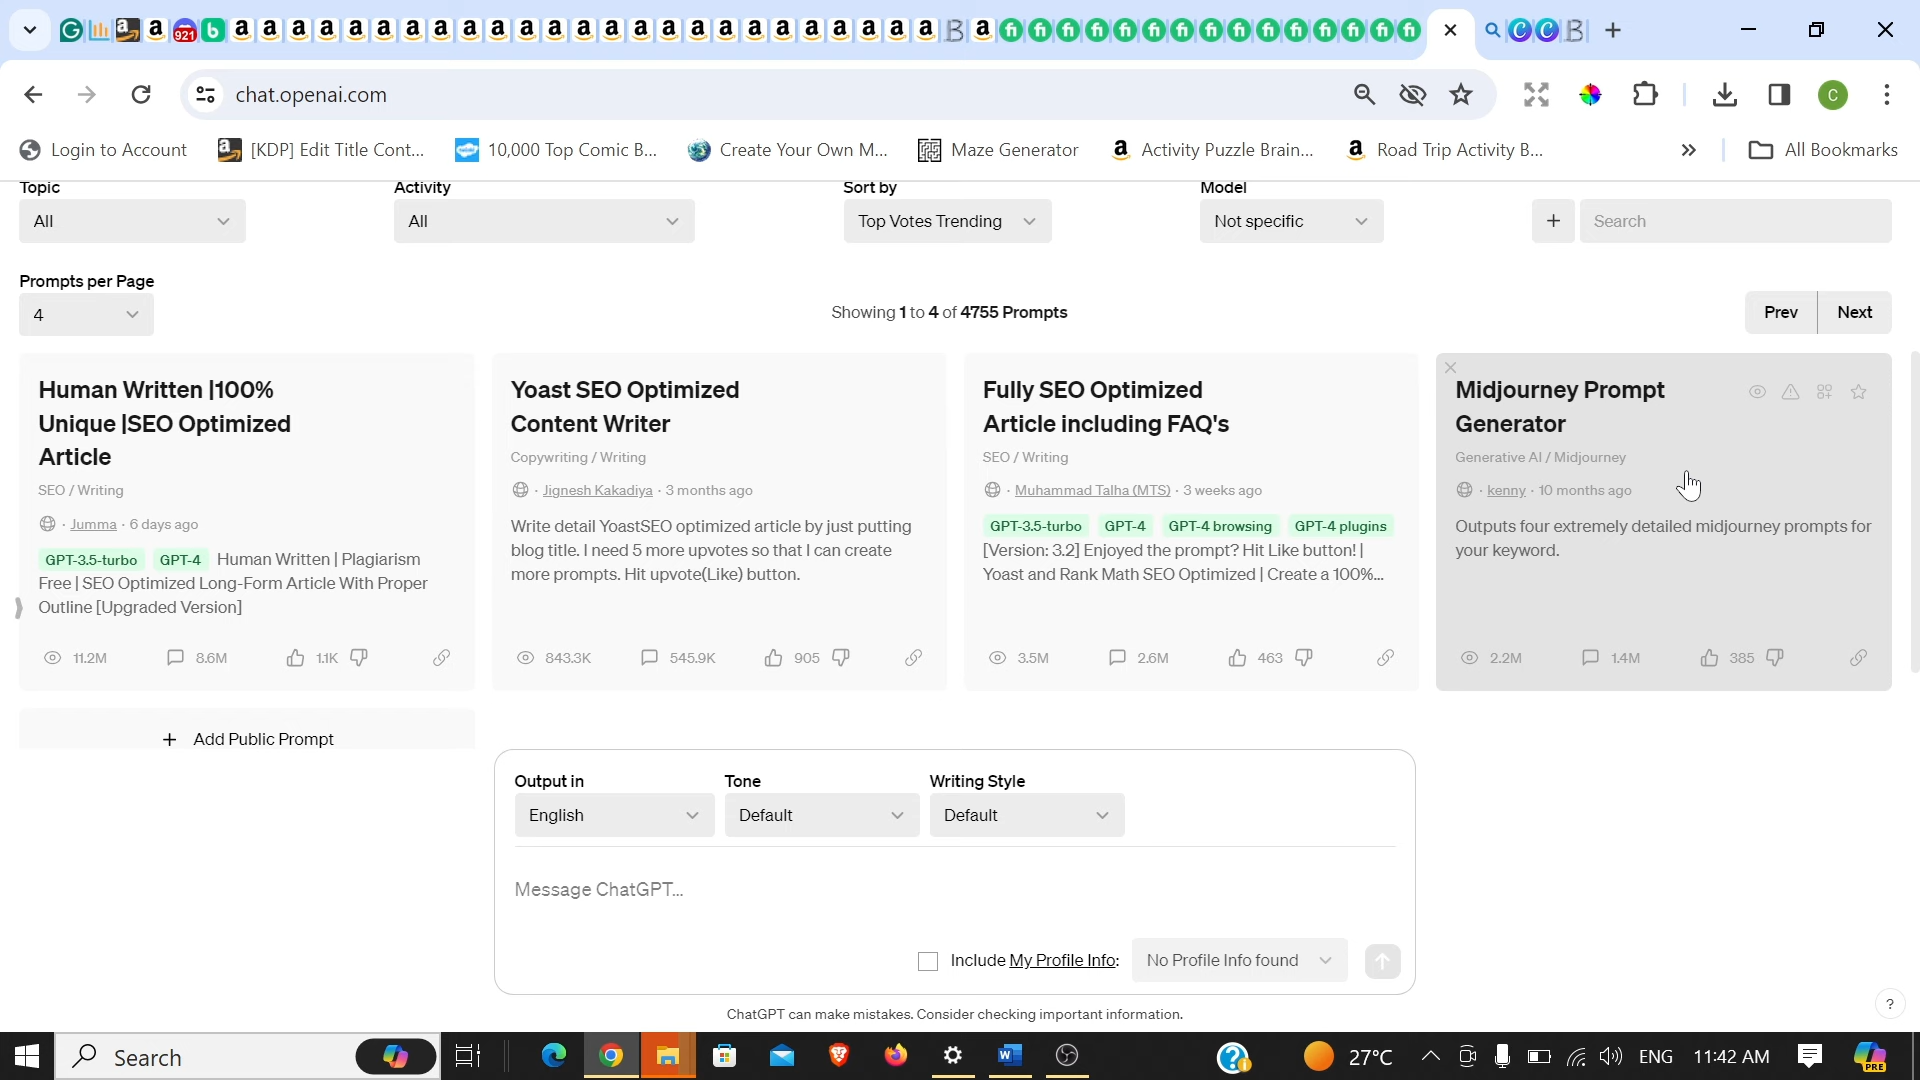 921
chat.openai.com
C
Login to Account
[KDP] Edit Title Cont...
10,000 Top Comic B...
Create Your Own M...
Maze Generator
Activity Puzzle Brain...
Road Trip Activity B...
All Bookmarks
Topic Activity Sort by Model
All All Top Votes Trending Not specific + Search
Prompts per Page
4
Showing 1 to 4 of 4755 Prompts
Prev Next
Human Written |100%
Unique |SEO Optimized
Article
SEO / Writing
· Jumma · 6 days ago
GPT-3.5-turbo GPT-4 Human Written | Plagiarism
Free | SEO Optimized Long-Form Article With Proper
Outline [Upgraded Version]
11.2M 8.6M 1.1K
Yoast SEO Optimized
Content Writer
Copywriting / Writing
· Jignesh Kakadiya · 3 months ago
Write detail YoastSEO optimized article by just putting
blog title. I need 5 more upvotes so that I can create
more prompts. Hit upvote(Like) button.
843.3K 545.9K 905
Fully SEO Optimized
Article including FAQ's
SEO / Writing
· Muhammad Talha (MTS) · 3 weeks ago
GPT-3.5-turbo GPT-4 GPT-4 browsing GPT-4 plugins
[Version: 3.2] Enjoyed the prompt? Hit Like button! |
Yoast and Rank Math SEO Optimized | Create a 100%...
3.5M 2.6M 463
Midjourney Prompt
Generator
Generative AI / Midjourney
· kenny · 10 months ago
Outputs four extremely detailed midjourney prompts for
your keyword.
2.2M 1.4M 385
+ Add Public Prompt
Output in Tone Writing Style
English Default Default
Message ChatGPT...
Include My Profile Info: No Profile Info found
ChatGPT can make mistakes. Consider checking important information.
?
Search
27°C
ENG
11:42 AM
PRE